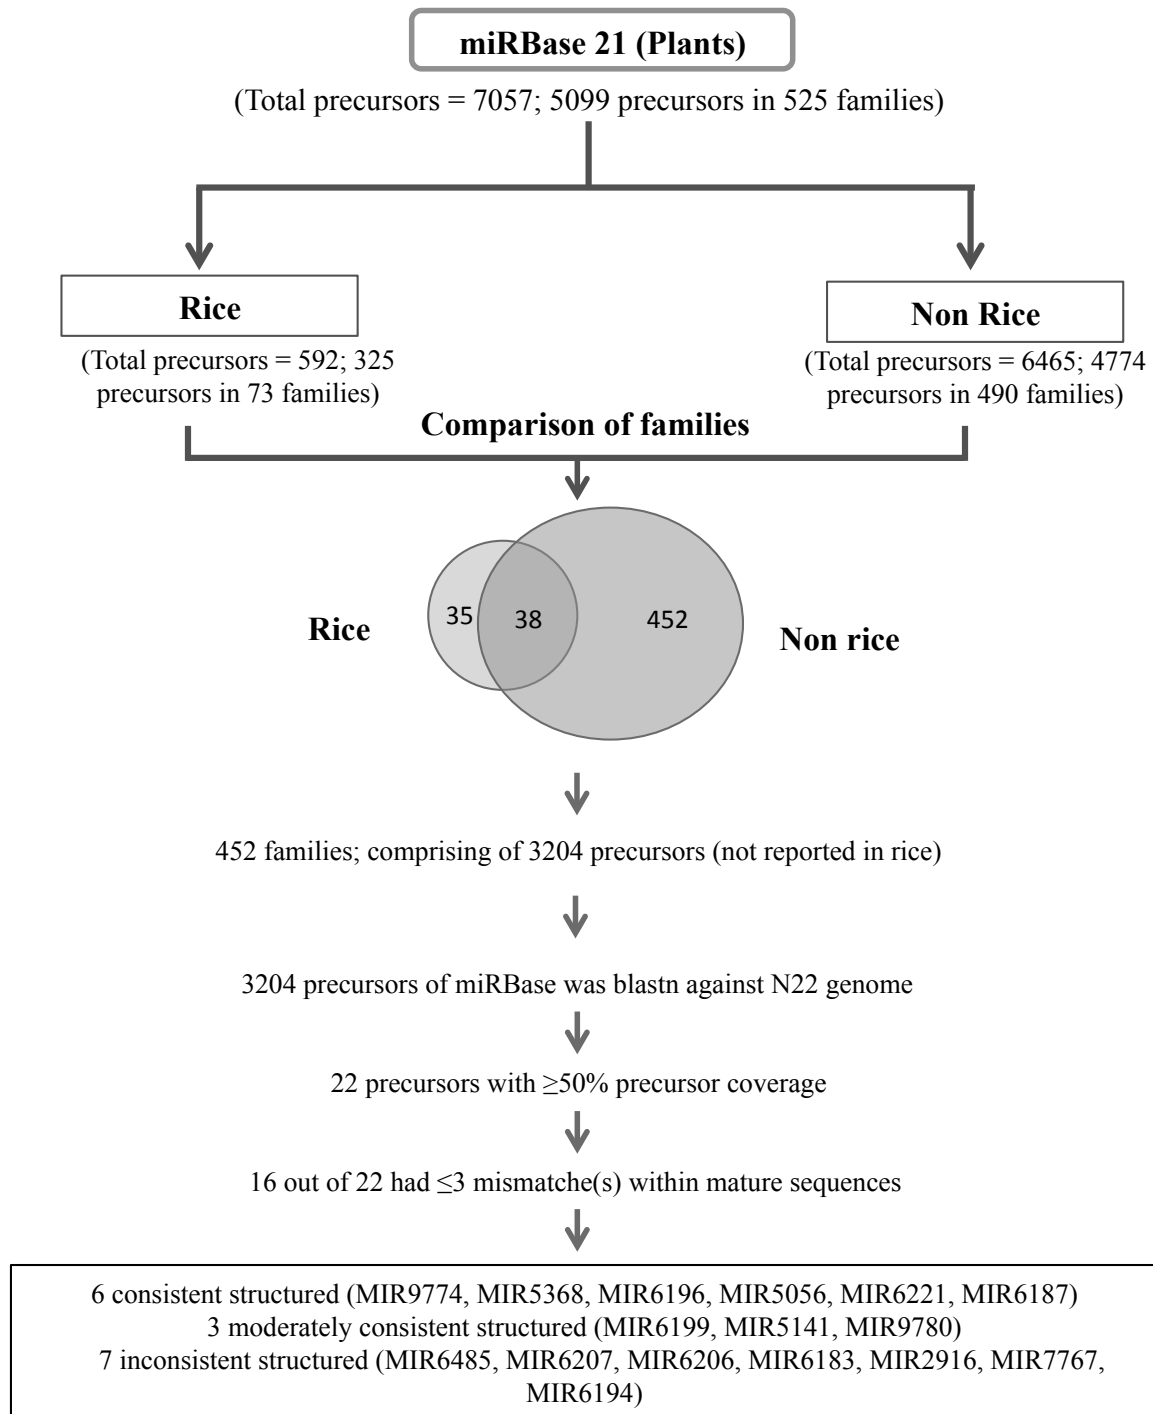 miRBase 21 (Plants)
(Total precursors = 7057; 5099 precursors in 525 families)
Rice
Non Rice
(Total precursors = 592; 325
precursors in 73 families)
(Total precursors = 6465; 4774
precursors in 490 families)
Comparison of families
35
38
452
Rice
Non rice
452 families; comprising of 3204 precursors (not reported in rice)
3204 precursors of miRBase was blastn against N22 genome
22 precursors with ≥50% precursor coverage
16 out of 22 had ≤3 mismatche(s) within mature sequences
6 consistent structured (MIR9774, MIR5368, MIR6196, MIR5056, MIR6221, MIR6187)
3 moderately consistent structured (MIR6199, MIR5141, MIR9780)
7 inconsistent structured (MIR6485, MIR6207, MIR6206, MIR6183, MIR2916, MIR7767,
MIR6194)